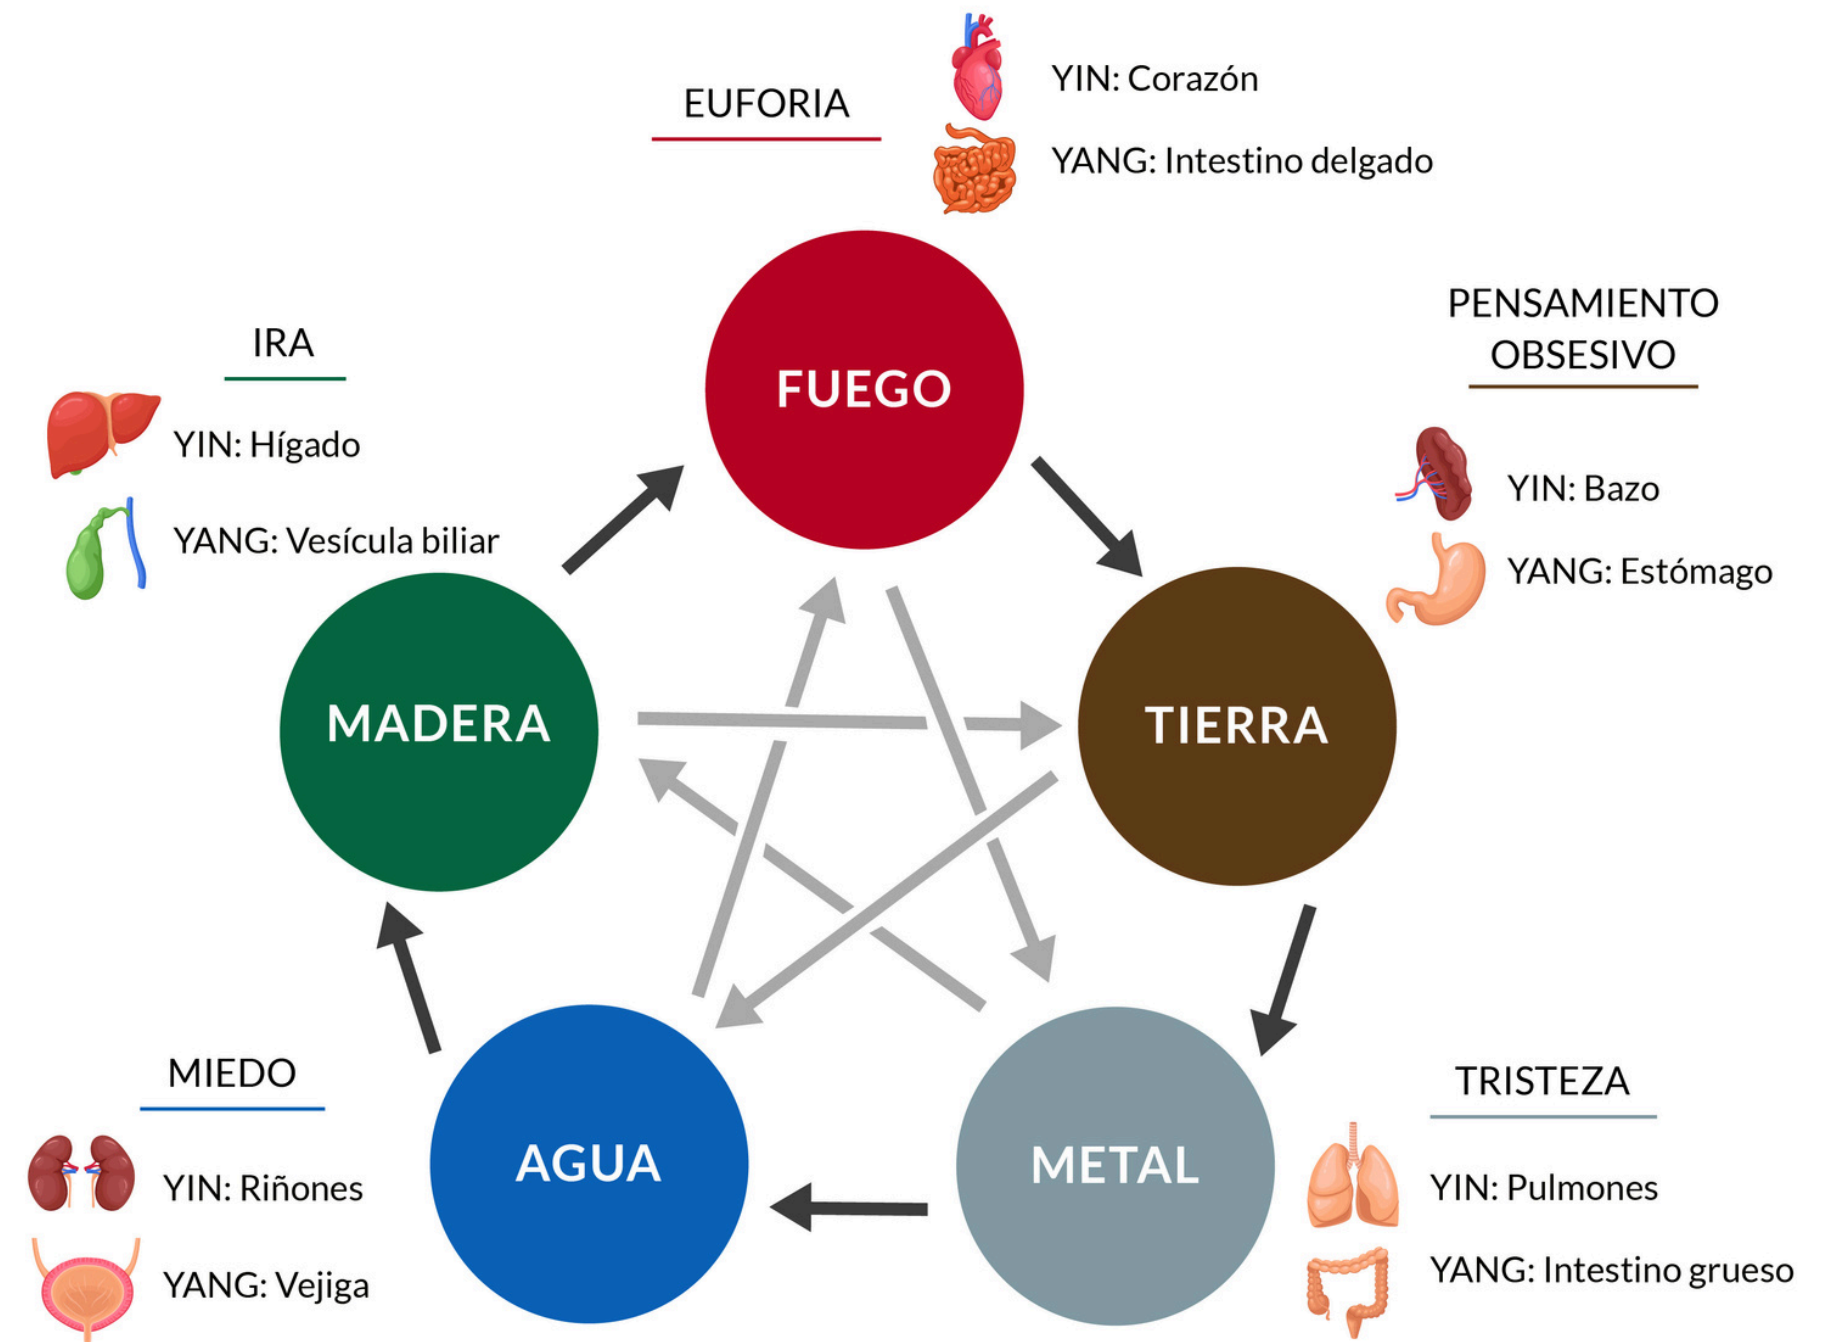 EUFORIA
YIN: Corazón
YANG: Intestino delgado
FUEGO
IRA
YIN: Hígado
YANG: Vesícula biliar
MADERA
PENSAMIENTO
OBSESIVO
YIN: Bazo
YANG: Estómago
TIERRA
MIEDO
YIN: Riñones
YANG: Vejiga
AGUA
METAL
TRISTEZA
YIN: Pulmones
YANG: Intestino grueso